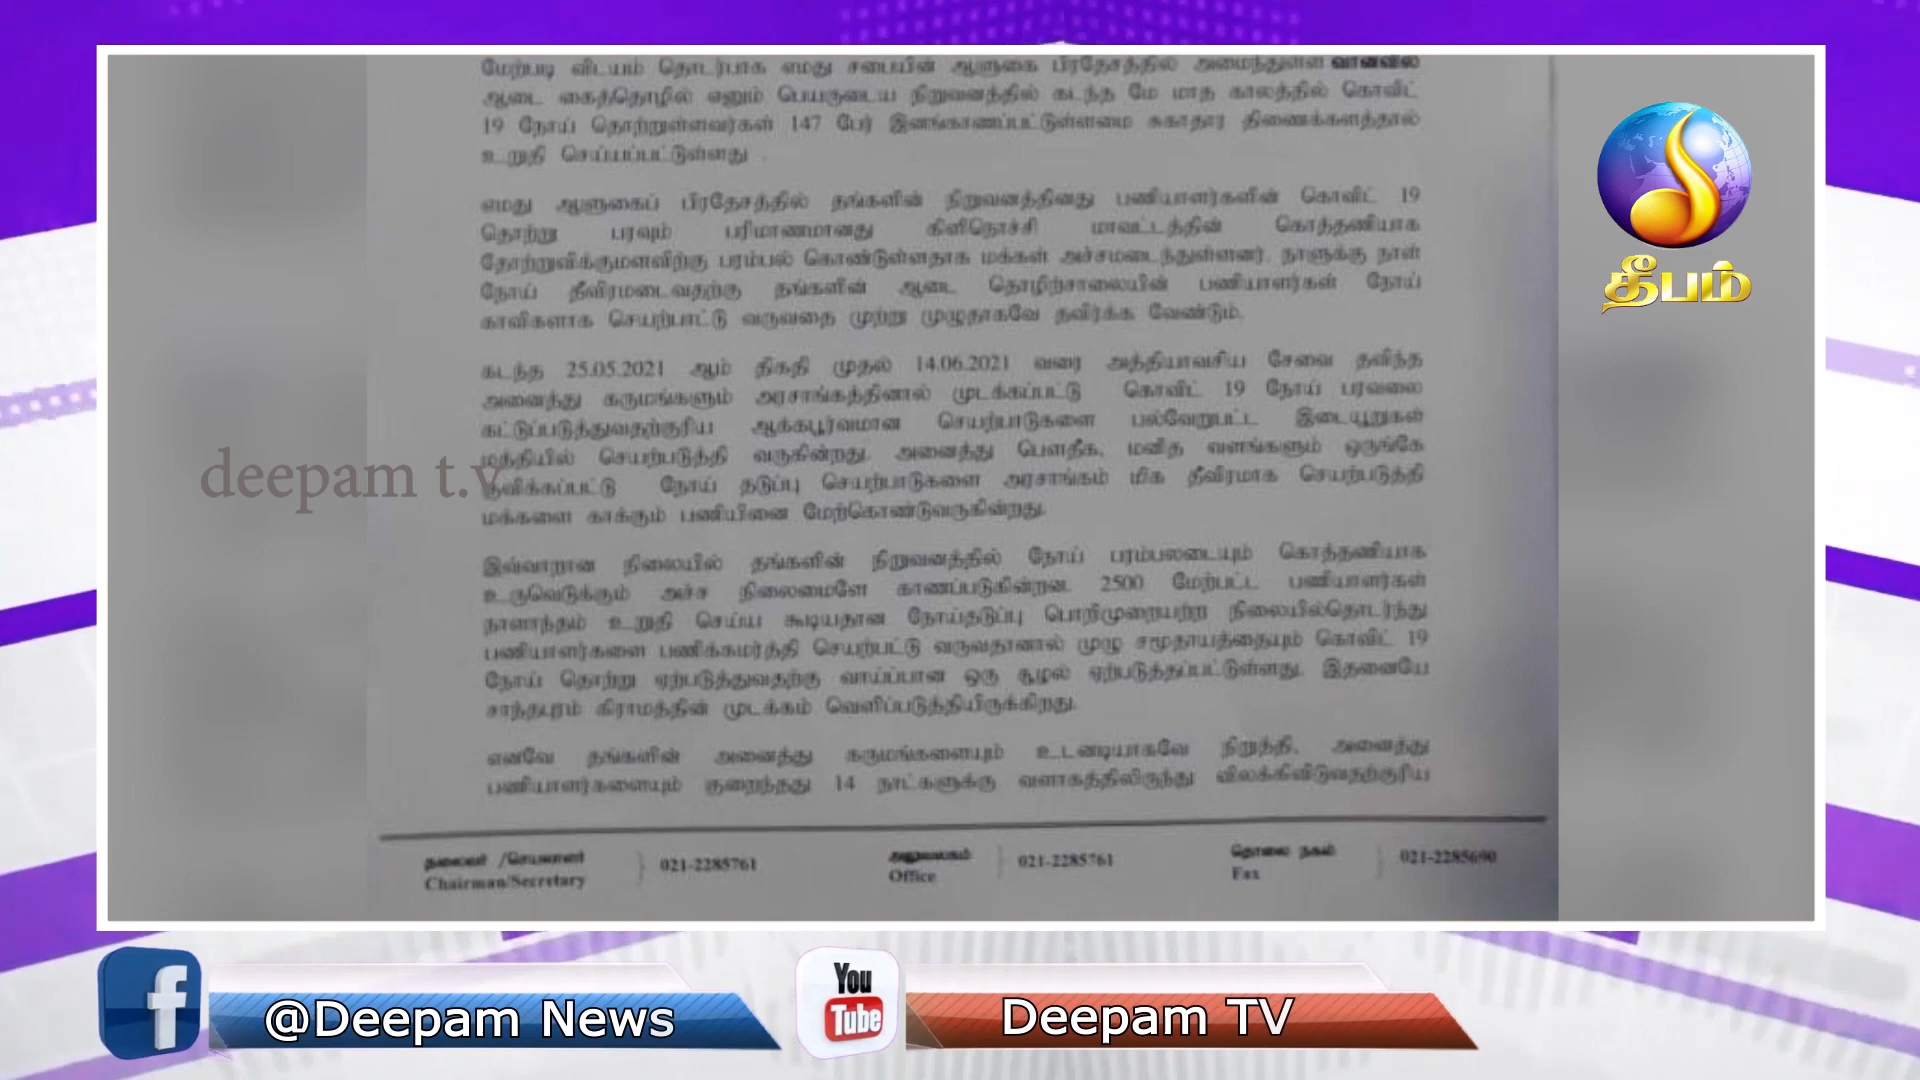 மேற்படி விடயம் தொடர்பாக எமது சபையின் ஆளுகை பிரதேசத்தில் அமைந்துள்ள வானவில்
ஆடை கைத்தொழில் எனும் பெயருடைய நிறுவனத்தில் கடந்த மே மாத காலத்தில் கொவிட்
19 நோய் தொற்றுள்ளவர்கள் 147 பேர் இனங்காணப்பட்டுள்ளமை சுகாதார திணைக்களத்தால்
உறுதி செய்யப்பட்டுள்ளது .
எமது ஆளுகைப் பிரதேசத்தில் தங்களின் நிறுவனத்தினது பணியாளர்களின் கொவிட் 19
தொற்று பரவும் பரிமாணமானது கிளிநொச்சி மாவட்டத்தின் கொத்தணியாக
தோற்றுவிக்குமளவிற்கு பரம்பல் கொண்டுள்ளதாக மக்கள் அச்சமடைந்துள்ளனர். நாளுக்கு நாள்
நோய் தீவிரமடைவதற்கு தங்களின் ஆடை தொழிற்சாலையின் பணியாளர்கள் நோய்
காவிகளாக செயற்பாட்டு வருவதை முற்று முழுதாகவே தவிர்க்க வேண்டும்.
கடந்த 25.05.2021 ஆம் திகதி முதல் 14.06.2021 வரை அத்தியாவசிய சேவை தவிந்த
அனைத்து கருமங்களும் அரசாங்கத்தினால் முடக்கப்பட்டு கொவிட் 19 நோய் பரவலை
கட்டுப்படுத்துவதற்குரிய ஆக்கபூர்வமான செயற்பாடுகளை பல்வேறுபட்ட இடையூறுகள்
மத்தியில் செயற்படுத்தி வருகின்றது. அனைத்து பௌதீக, மனித வளங்களும் ஒருங்கே
குவிக்கப்பட்டு நோய் தடுப்பு செயற்பாடுகளை அரசாங்கம் மிக தீவிரமாக செயற்படுத்தி
மக்களை காக்கும் பணியினை மேற்கொண்டுவருகின்றது.
இவ்வாறான நிலையில் தங்களின் நிறுவனத்தில் நோய் பரம்பலடையும் கொத்தணியாக
உருவெடுக்கும் அச்ச நிலைமைளே காணப்படுகின்றன. 2500 மேற்பட்ட பணியாளர்கள்
நாளாந்தம் உறுதி செய்ய கூடியதான நோய்தடுப்பு பொறிமுறையற்ற நிலையில்தொடர்ந்து
பணியாளர்களை பணிக்கமர்த்தி செயற்பட்டு வருவதானால் முழு சமூதாயத்தையும் கொவிட் 19
நோய் தொற்று ஏற்படுத்துவதற்கு வாய்ப்பான ஒரு சூழல் ஏற்படுத்தப்பட்டுள்ளது. இதனையே
சாந்தபுரம் கிராமத்தின் முடக்கம் வெளிப்படுத்தியிருக்கிறது.
எனவே தங்களின் அனைத்து கருமங்களையும் உடனடியாகவே நிறுத்தி, அனைத்து
பணியாளர்களையும் குறைந்தது 14 நாட்களுக்கு வளாகத்திலிருந்து விலக்கிவிடுவதற்குரிய
தலைவர் /செயலாளர் 021-2285761 அலுவலகம் 021-2285761 தொலை நகல் 021-2285690
Chairman/Secretary Office Fax
deepam t.v
தீபம்
@Deepam News
You Tube Deepam TV